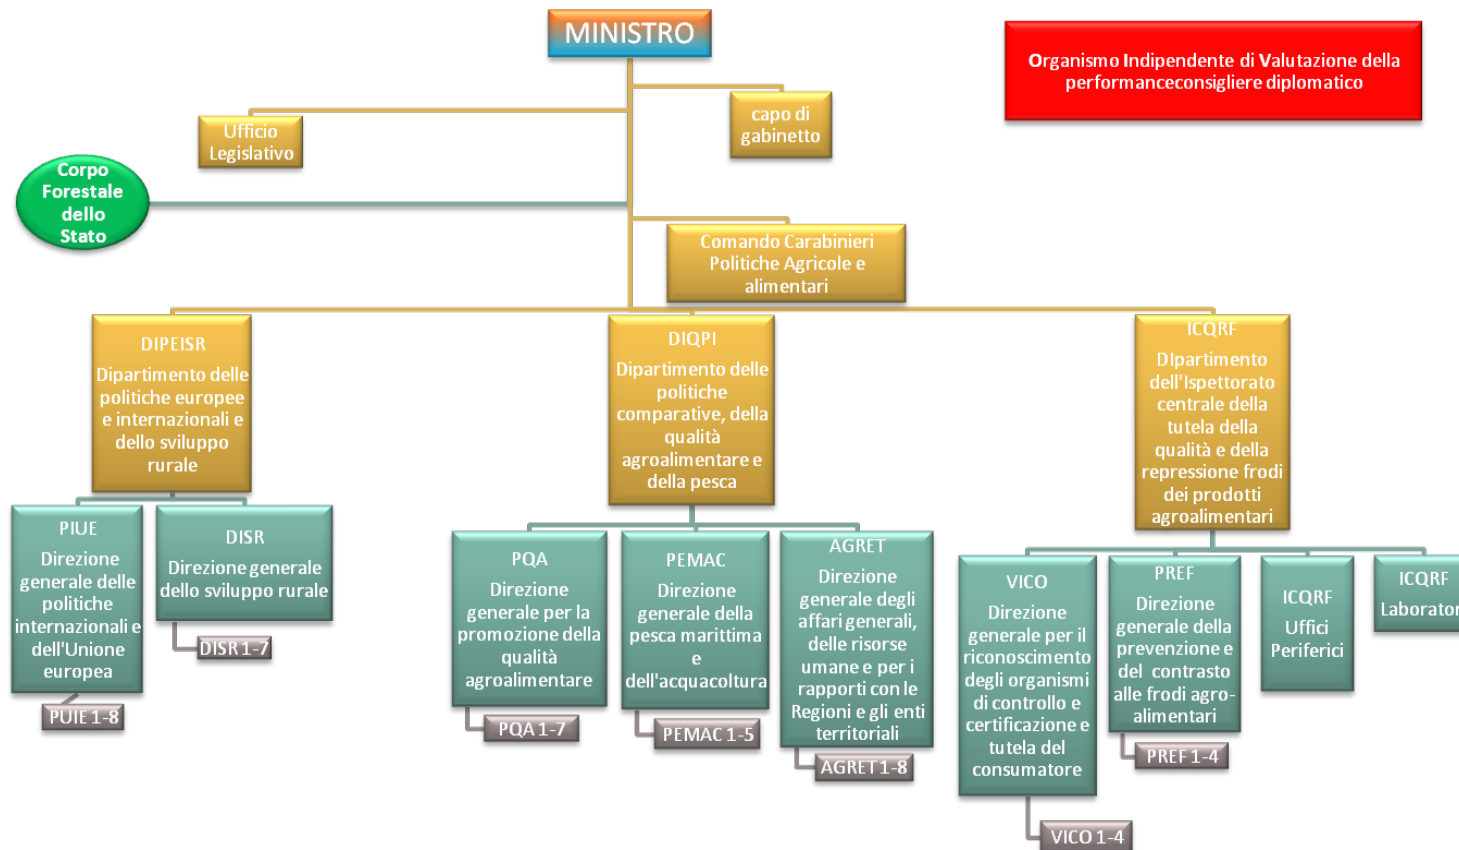 MINISTRO
Organismo Indipendente di Valutazione della
performanceconsigliere diplomatico
Ufficio
Legislativo
capo di
gabinetto
Corpo
Forestale
dello
Stato
Comando Carabinieri
Politiche Agricole e
alimentari
DIPEISR
Dipartimento delle
politiche europee
e internazionali e
dello sviluppo
rurale
DIQPI
Dipartimento delle
politiche
comparative, della
qualità
agroalimentare e
della pesca
ICQRF
DIpartimento
dell'Ispettorato
centrale della
tutela della
qualità e della
repressione frodi
dei prodotti
agroalimentari
PIUE
Direzione
generale delle
politiche
internazionali e
dell'Unione
europea
PUIE 1-8
DISR
Direzione generale
dello sviluppo rurale
DISR 1-7
PQA
Direzione
generale per la
promozione della
qualità
agroalimentare
PQA 1-7
PEMAC
Direzione
generale della
pesca marittima
e
dell'acquacoltura
PEMAC 1-5
AGRET
Direzione
generale degli
affari generali,
delle risorse
umane e per i
rapporti con le
Regioni e gli enti
territoriali
AGRET 1-8
VICO
Direzione
generale per il
riconoscimento
degli organismi
di controllo e
certificazione e
tutela del
consumatore
VICO 1-4
PREF
Direzione
generale della
prevenzione e
del contrasto
alle frodi agro-
alimentari
PREF 1-4
ICQRF
Uffici
Periferici
ICQRF
Laborator